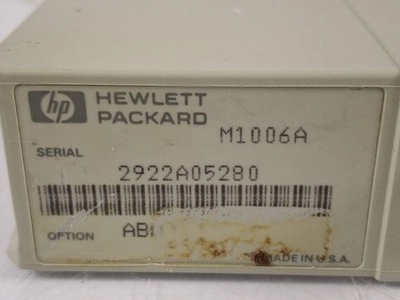 hp HEWLETT
PACKARD
M1006A
SERIAL
2922A05280
OPTION
MADE IN U.S.A.